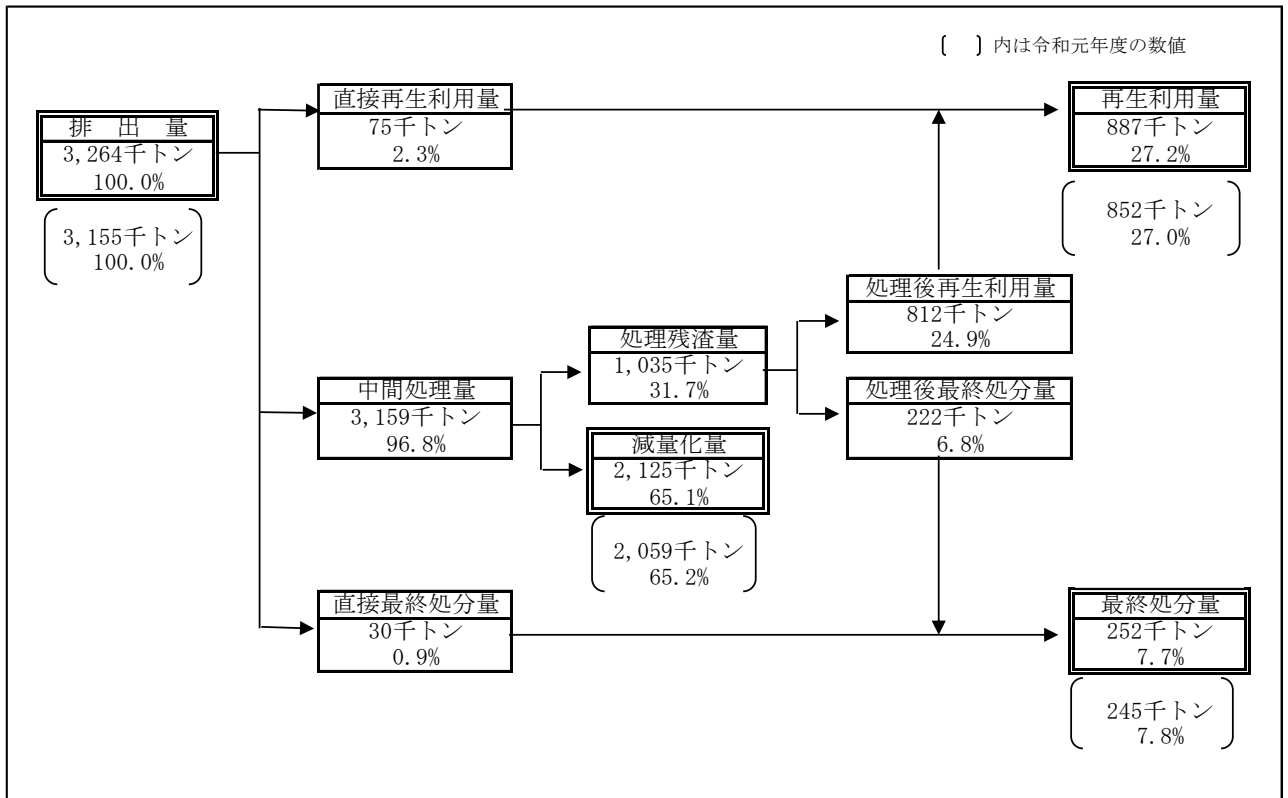 〔　〕内は令和元年度の数値
排　出　量
3,264千トン
100.0%
3,155千トン
100.0%
直接再生利用量
75千トン
2.3%
再生利用量
887千トン
27.2%
852千トン
27.0%
中間処理量
3,159千トン
96.8%
処理残渣量
1,035千トン
31.7%
減量化量
2,125千トン
65.1%
2,059千トン
65.2%
処理後再生利用量
812千トン
24.9%
処理後最終処分量
222千トン
6.8%
直接最終処分量
30千トン
0.9%
最終処分量
252千トン
7.7%
245千トン
7.8%